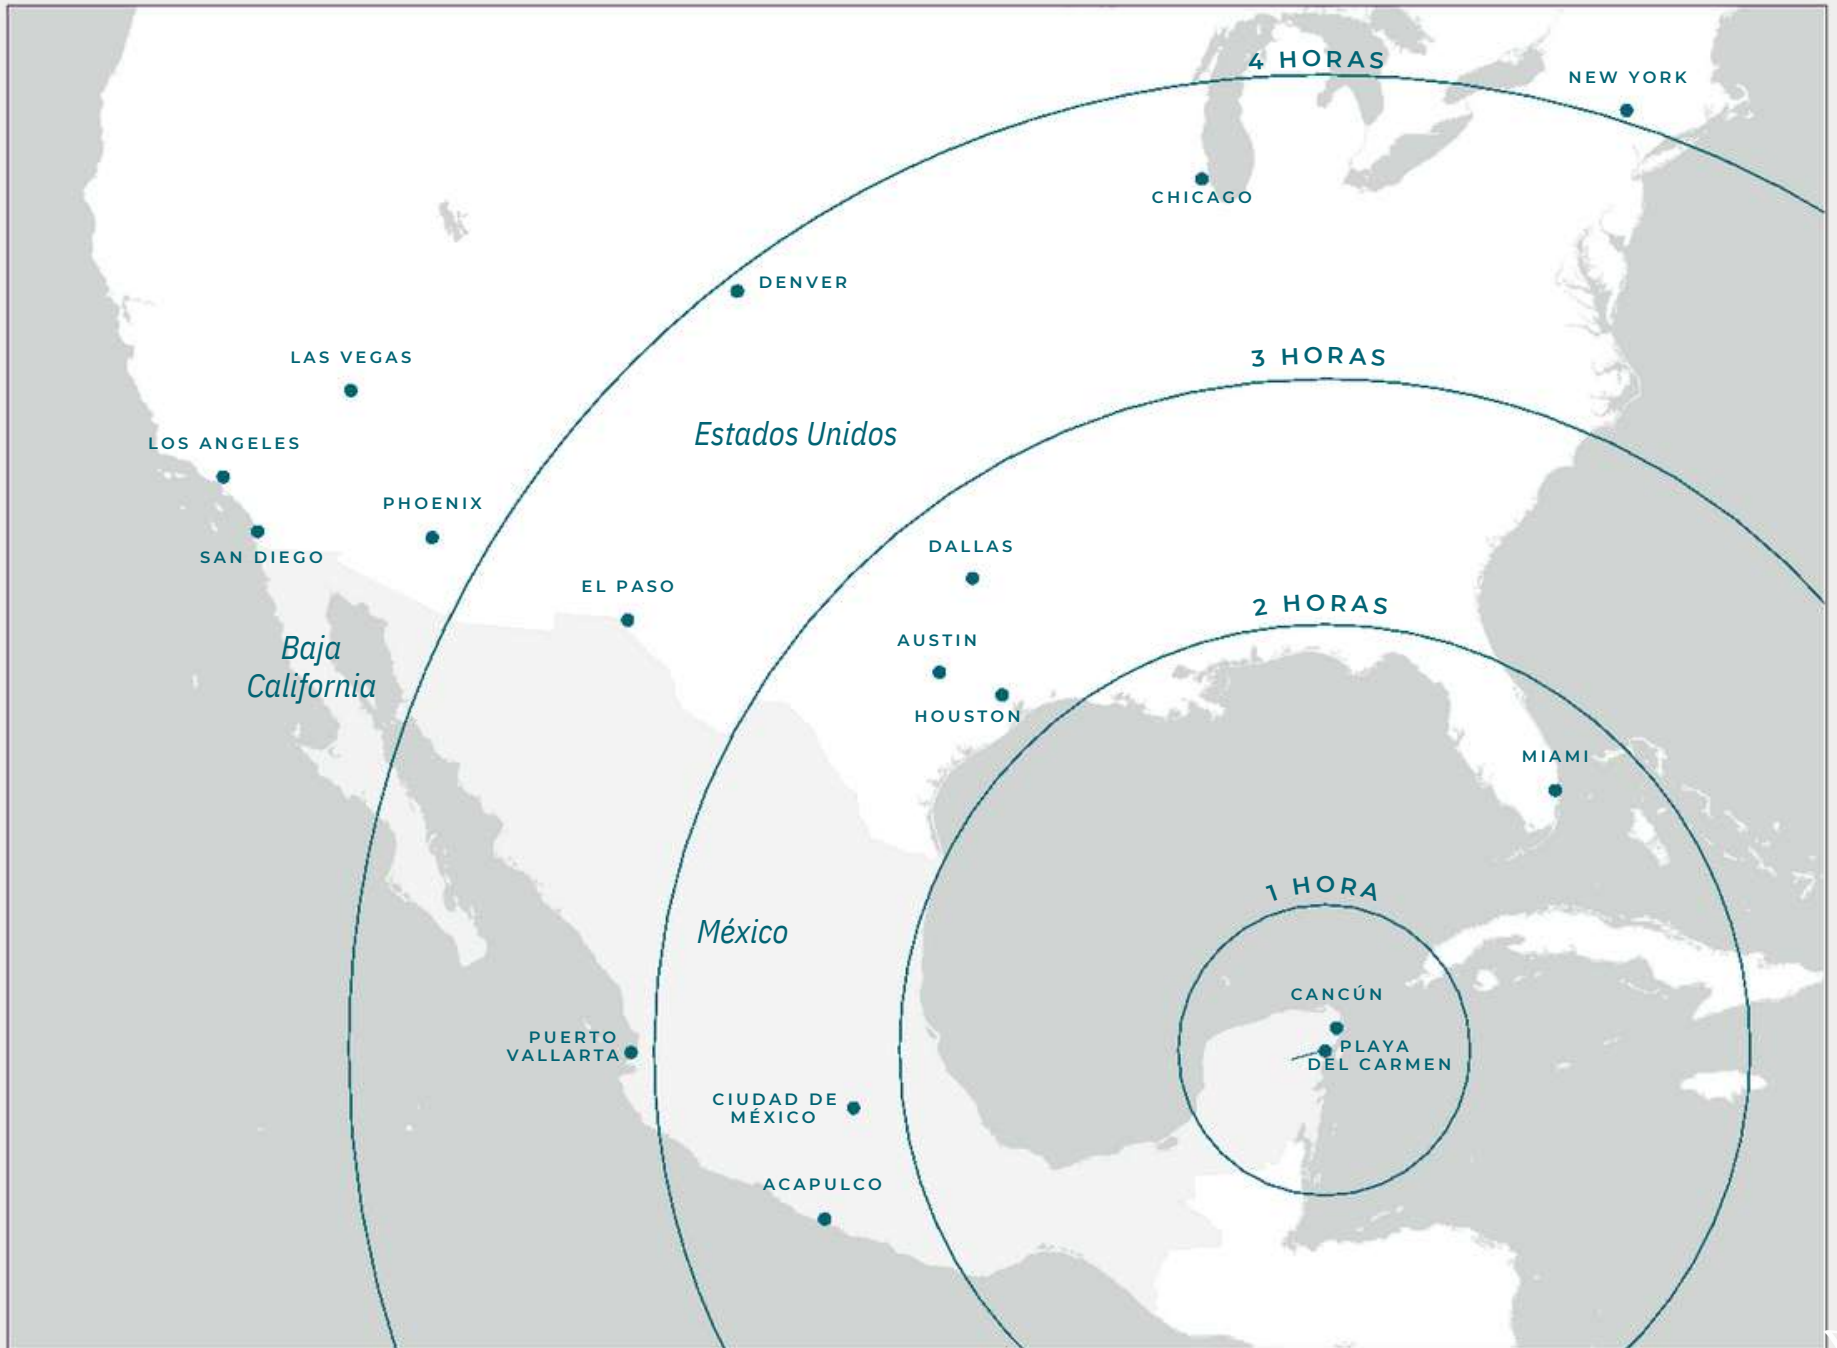 4 HORAS
NEW YORK
CHICAGO
DENVER
LAS VEGAS
3 HORAS
Estados Unidos
LOS ANGELES
PHOENIX
DALLAS
SAN DIEGO
EL PASO
2 HORAS
AUSTIN
Baja
California
HOUSTON
MIAMI
1 HORA
México
CANCÚN
PUERTO
VALLARTA
PLAYA
DEL CARMEN
CIUDAD DE
MÉXICO
ACAPULCO